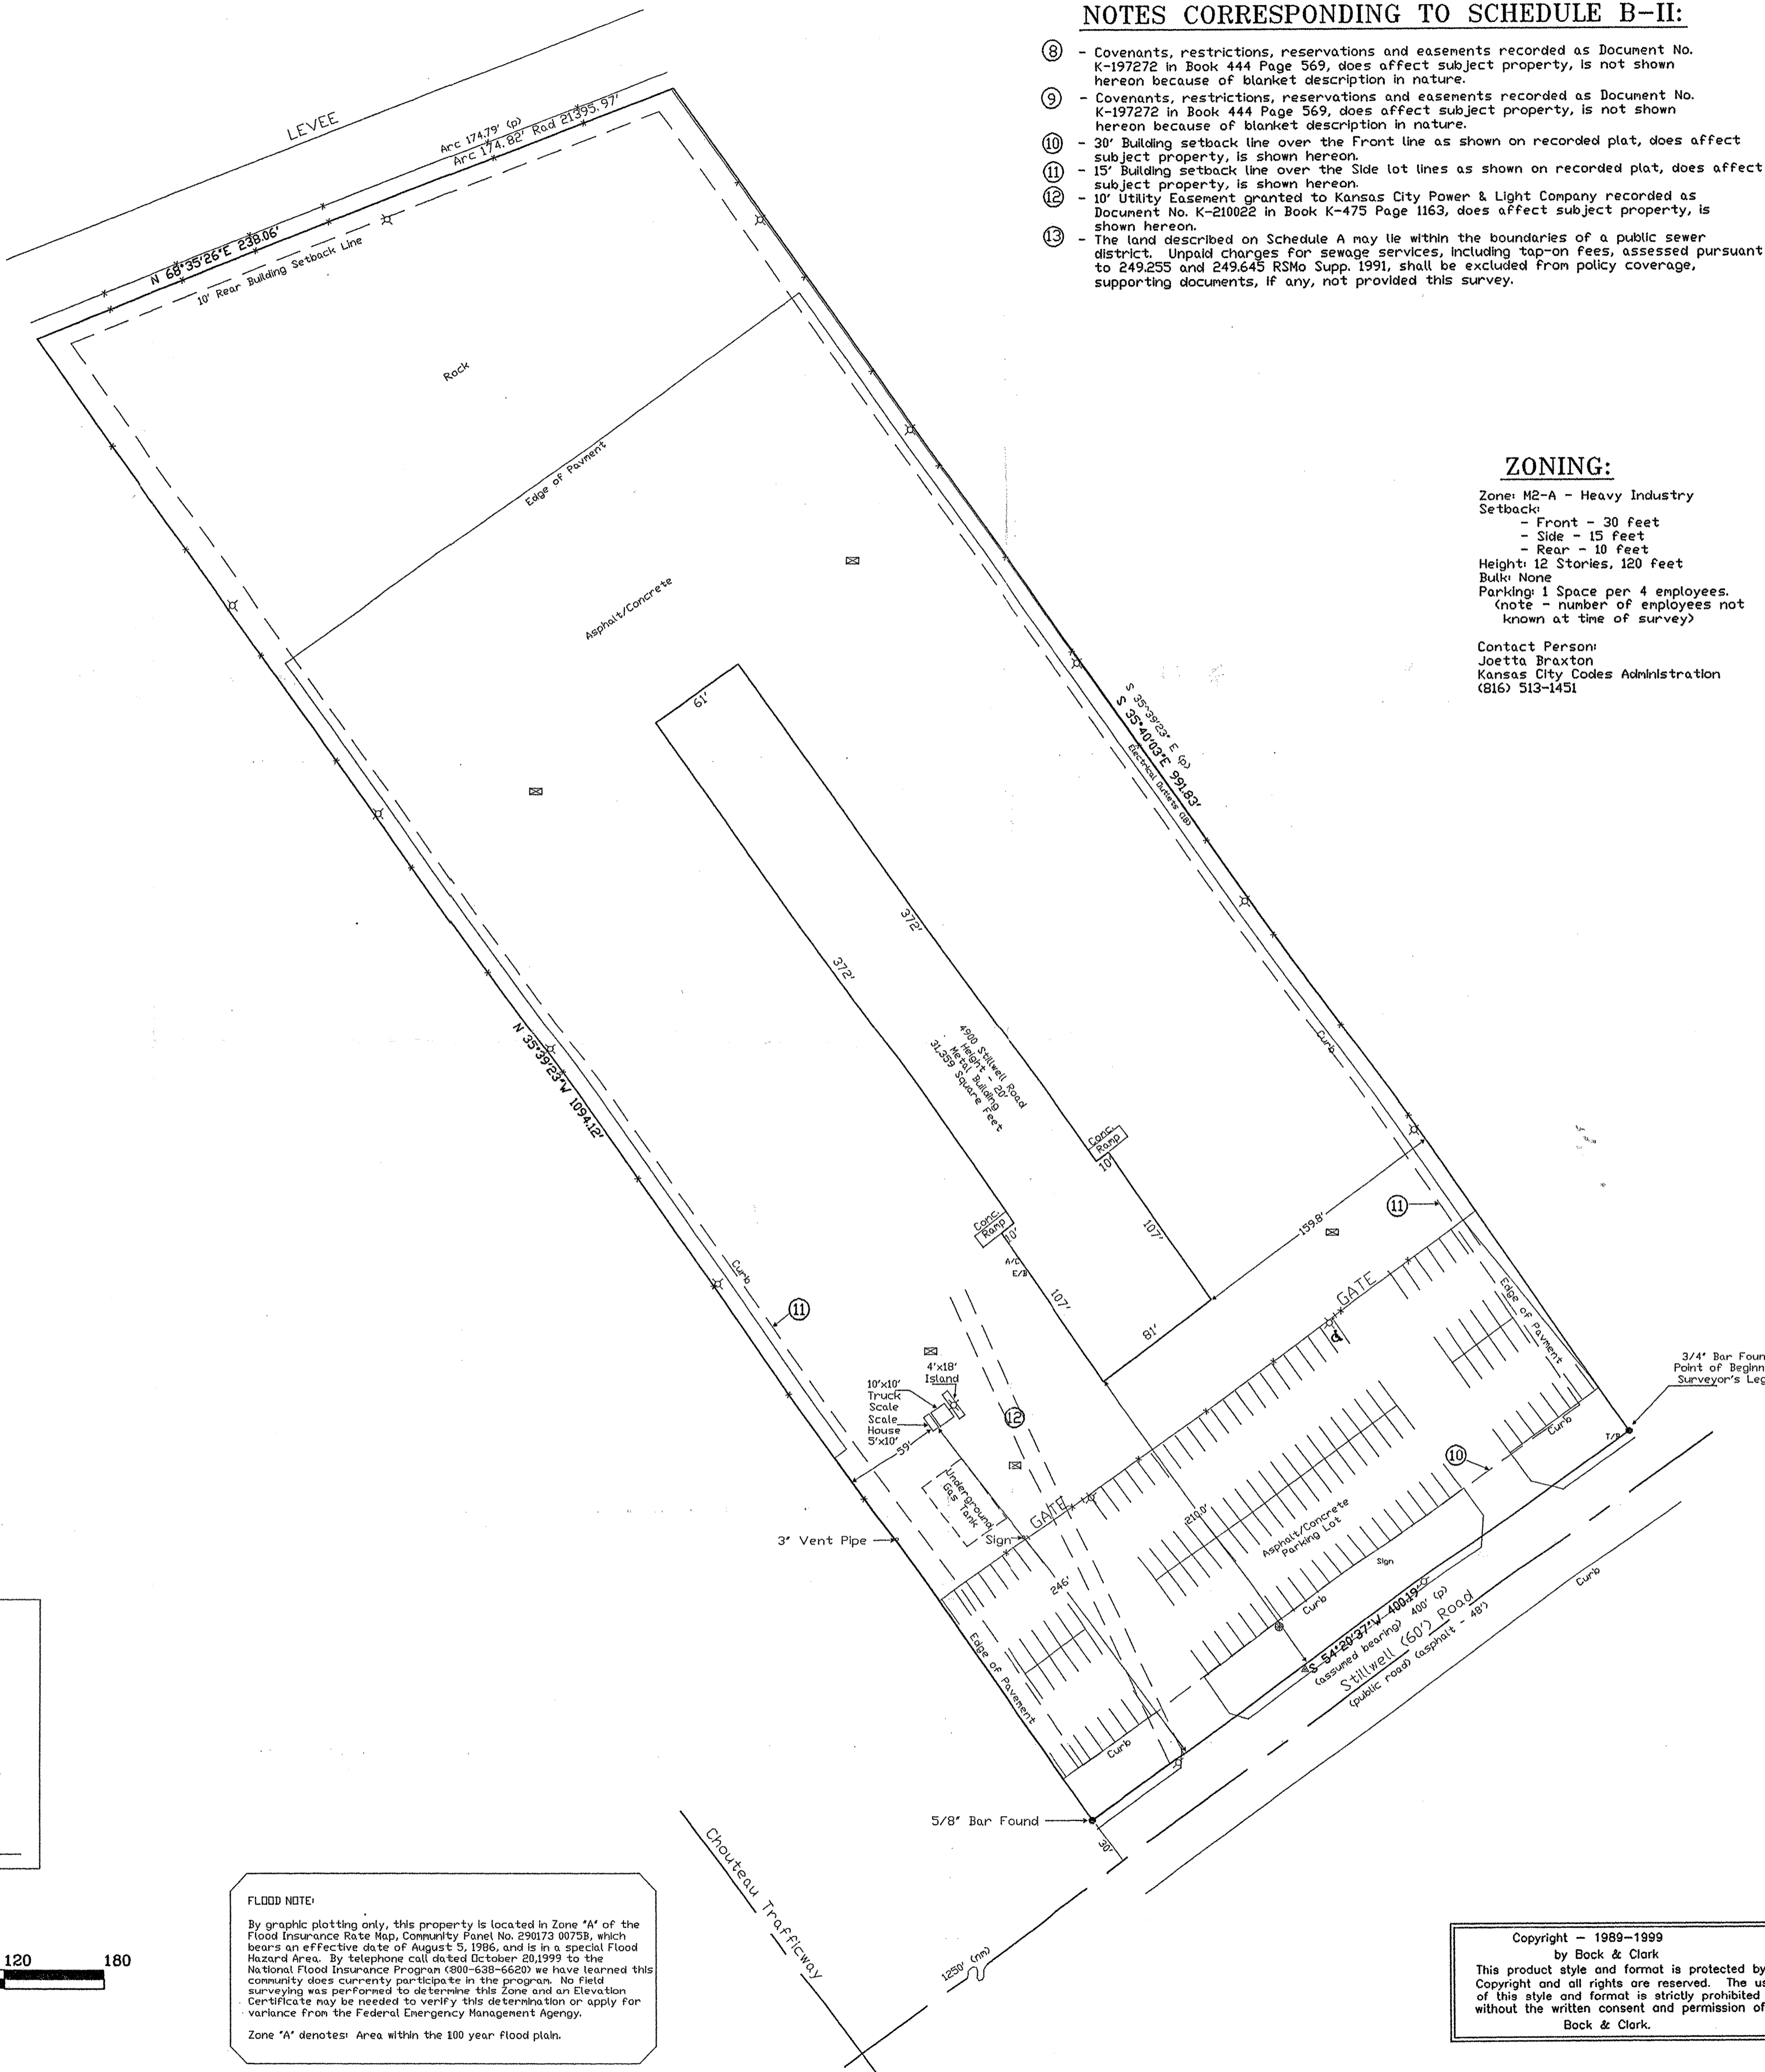 NOTES CORRESPONDING TO SCHEDULE B-II:
8 - Covenants, restrictions, reservations and easements recorded as Document No.
K-197272 in Book 444 Page 569, does affect subject property, is not shown
hereon because of blanket description in nature.
9 - Covenants, restrictions, reservations and easements recorded as Document No.
K-197272 in Book 444 Page 569, does affect subject property, is not shown
hereon because of blanket description in nature.
10 - 30' Building setback line over the Front line as shown on recorded plat, does affect
subject property, is shown hereon.
11 - 15' Building setback line over the Side lot lines as shown on recorded plat, does affect
subject property, is shown hereon.
12 - 10' Utility Easement granted to Kansas City Power & Light Company recorded as
Document No. K-210022 in Book K-475 Page 1163, does affect subject property, is
shown hereon.
13 - The land described on Schedule A may lie within the boundaries of a public sewer
district. Unpaid charges for sewage services, including tap-on fees, assessed pursuant
to 249.255 and 249.645 RSMo Supp. 1991, shall be excluded from policy coverage,
supporting documents, if any, not provided this survey.
LEVEE
Arc 174.79' (p)
Arc 174.82' Rad 21395.97'
N 68°35'26"E 238.06'
10' Rear Building Setback Line
Rock
Edge of Pavment
Asphalt/Concrete
ZONING:
Zone: M2-A - Heavy Industry
Setback:
- Front - 30 feet
- Side - 15 feet
- Rear - 10 feet
Height: 12 Stories, 120 feet
Bulk: None
Parking: 1 Space per 4 employees.
(note - number of employees not
known at time of survey)
Contact Person:
Joetta Braxton
Kansas City Codes Administration
(816) 513-1451
61'
S 35°39'23" E (p)
S 35°40'03"E 991.83'
Electrical Outlets (18)
372'
372'
4900 Stillwell Road
Height - 20'
Metal Building
31,359 Square Feet
N 35°39'23"W 1094.12'
Curb
Conc.
Ramp
10'
Conc.
Ramp
10'
A/C
E/B
107'
107'
159.8'
11
81'
GATE
Edge of Pavment
Curb
11
4'x18'
Island
10'x10'
Truck
Scale
Scale
House
5'x10'
59'
12
Underground
Gas Tank
GATE
Sign
3" Vent Pipe
246'
210.0'
Asphalt/Concrete
Parking Lot
Sign
10
Curb
T/P
3/4" Bar Foun
Point of Beginn
Surveyor's Leg
Curb
Curb
Edge of Pavement
Curb
S 54°20'37"W 400.19'
(assumed bearing) 400' (p)
Stillwell (60') Road
(public road) (asphalt - 48')
Curb
5/8" Bar Found
30'
Chouteau Trafficway
1250' (nm)
120 180
FLOOD NOTE:
By graphic plotting only, this property is located in Zone "A" of the
Flood Insurance Rate Map, Community Panel No. 290173 0075B, which
bears an effective date of August 5, 1986, and is in a special Flood
Hazard Area. By telephone call dated October 20,1999 to the
National Flood Insurance Program (800-638-6620) we have learned this
community does currenty participate in the program. No field
surveying was performed to determine this Zone and an Elevation
Certificate may be needed to verify this determination or apply for
variance from the Federal Emergency Management Agengy.
Zone "A" denotes: Area within the 100 year flood plain.
Copyright - 1989-1999
by Bock & Clark
This product style and format is protected by
Copyright and all rights are reserved. The us
of this style and format is strictly prohibited
without the written consent and permission of
Bock & Clark.